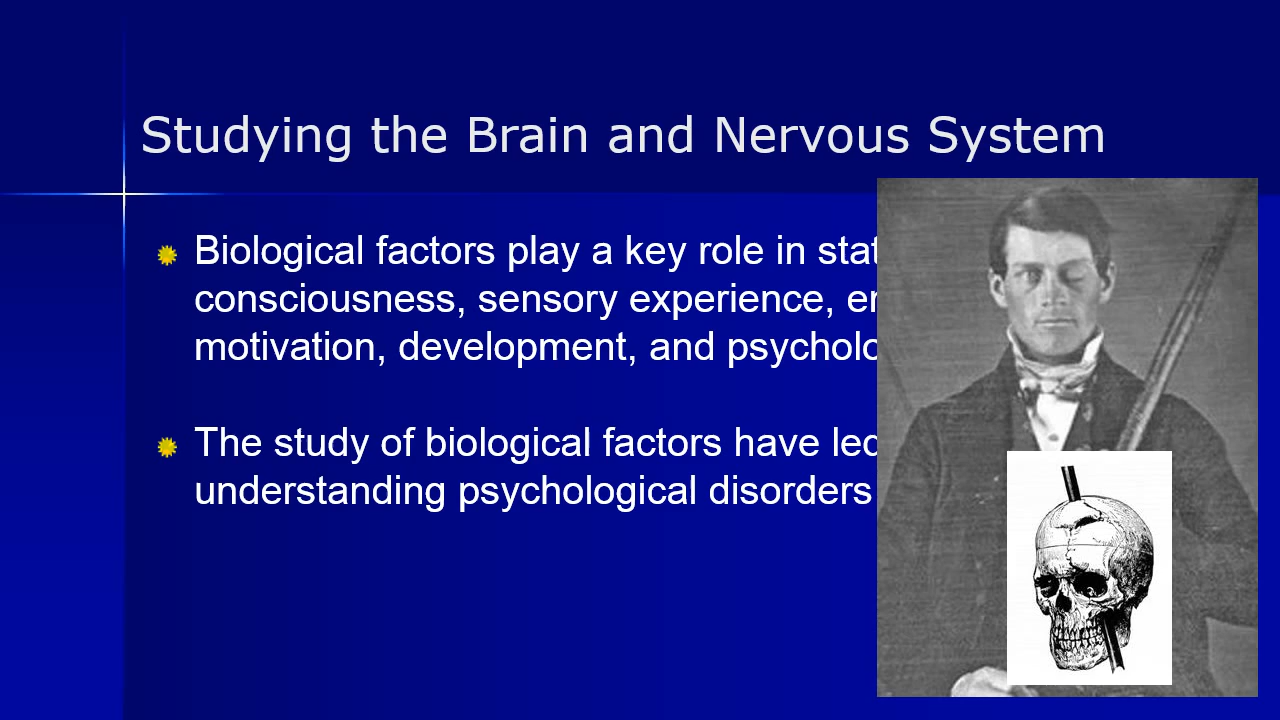 Studying the Brain and Nervous System
Biological factors play a key role in stat
consciousness, sensory experience, en
motivation, development, and psycholo
The study of biological factors have led
understanding psychological disorders